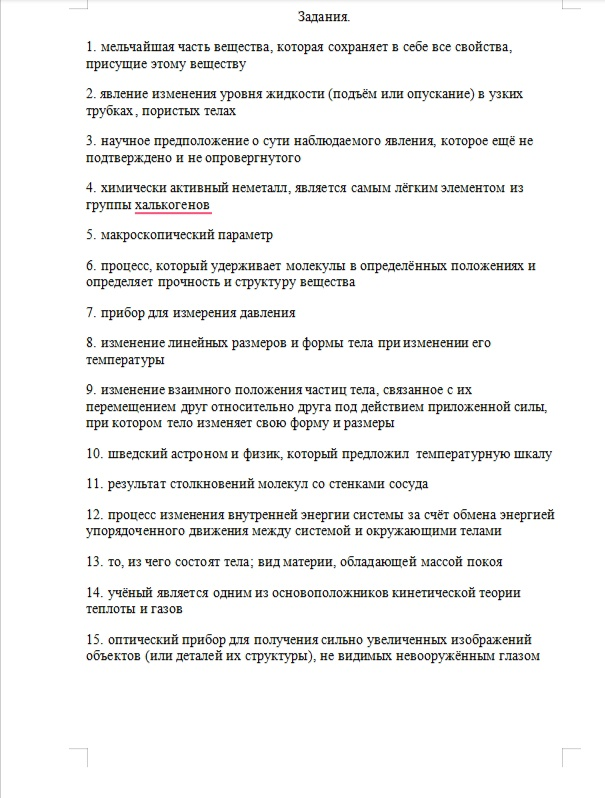 Задания.
1. мельчайшая часть вещества, которая сохраняет в себе все свойства,
присущие этому веществу
2. явление изменения уровня жидкости (подъём или опускание) в узких
трубках, пористых телах
3. научное предположение о сути наблюдаемого явления, которое ещё не
подтверждено и не опровергнутого
4. химически активный неметалл, является самым лёгким элементом из
группы халькогенов
5. макроскопический параметр
6. процесс, который удерживает молекулы в определённых положениях и
определяет прочность и структуру вещества
7. прибор для измерения давления
8. изменение линейных размеров и формы тела при изменении его
температуры
9. изменение взаимного положения частиц тела, связанное с их
перемещением друг относительно друга под действием приложенной силы,
при котором тело изменяет свою форму и размеры
10. шведский астроном и физик, который предложил температурную шкалу
11. результат столкновений молекул со стенками сосуда
12. процесс изменения внутренней энергии системы за счёт обмена энергией
упорядоченного движения между системой и окружающими телами
13. то, из чего состоят тела; вид материи, обладающей массой покоя
14. учёный является одним из основоположников кинетической теории
теплоты и газов
15. оптический прибор для получения сильно увеличенных изображений
объектов (или деталей их структуры), не видимых невооружённым глазом